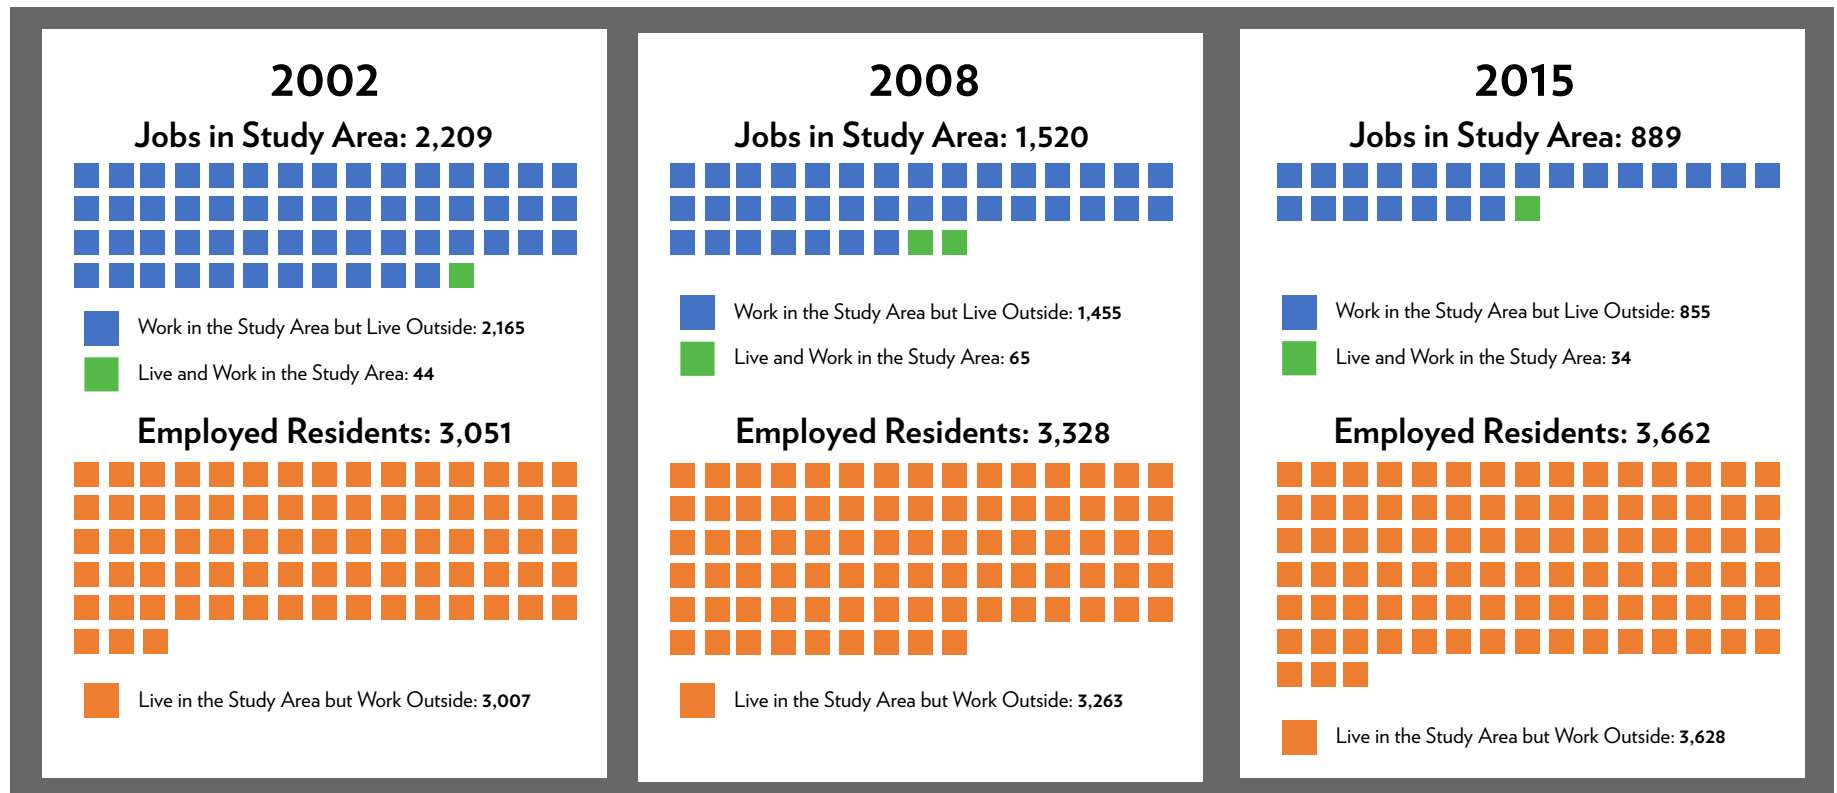 2002
Jobs in Study Area: 2,209
Work in the Study Area but Live Outside: 2,165
Live and Work in the Study Area: 44
Employed Residents: 3,051
Live in the Study Area but Work Outside: 3,007
2008
Jobs in Study Area: 1,520
Work in the Study Area but Live Outside: 1,455
Live and Work in the Study Area: 65
Employed Residents: 3,328
Live in the Study Area but Work Outside: 3,263
2015
Jobs in Study Area: 889
Work in the Study Area but Live Outside: 855
Live and Work in the Study Area: 34
Employed Residents: 3,662
Live in the Study Area but Work Outside: 3,628